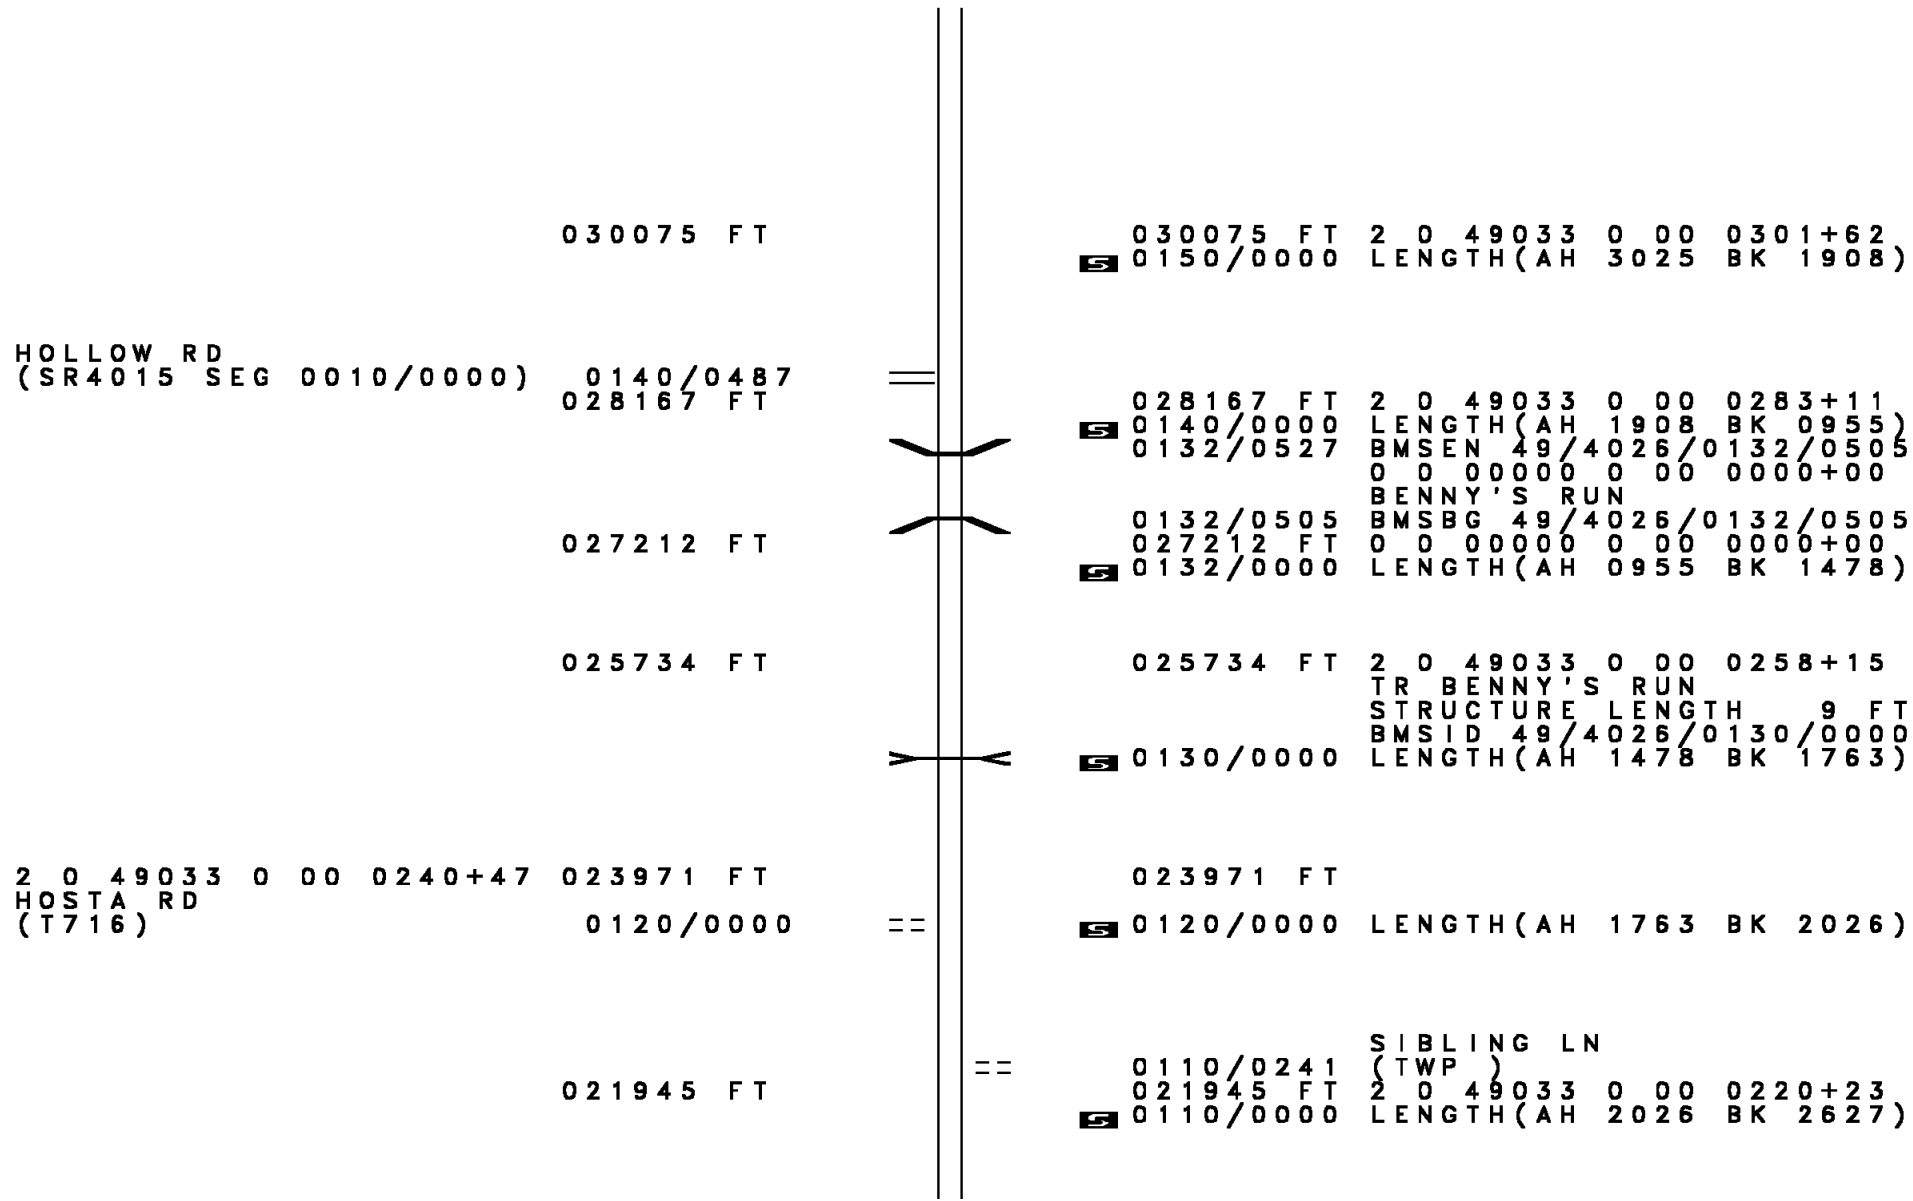 030075 FT 030075 FT 2 0 49033 0 00 0301+62
S 0150/0000 LENGTH(AH 3025 BK 1908)
HOLLOW RD
(SR4015 SEG 0010/0000) 0140/0487
028167 FT 028167 FT 2 0 49033 0 00 0283+11
S 0140/0000 LENGTH(AH 1908 BK 0955)
0132/0527 BMSEN 49/4026/0132/0505
0 0 00000 0 00 0000+00
BENNY'S RUN
0132/0505 BMSBG 49/4026/0132/0505
027212 FT 027212 FT 0 0 00000 0 00 0000+00
S 0132/0000 LENGTH(AH 0955 BK 1478)
025734 FT 025734 FT 2 0 49033 0 00 0258+15
TR BENNY'S RUN
STRUCTURE LENGTH 9 FT
BMSID 49/4026/0130/0000
S 0130/0000 LENGTH(AH 1478 BK 1763)
2 0 49033 0 00 0240+47 023971 FT 023971 FT
HOSTA RD
(T716) 0120/0000 S 0120/0000 LENGTH(AH 1763 BK 2026)
SIBLING LN
0110/0241 (TWP )
021945 FT 021945 FT 2 0 49033 0 00 0220+23
S 0110/0000 LENGTH(AH 2026 BK 2627)